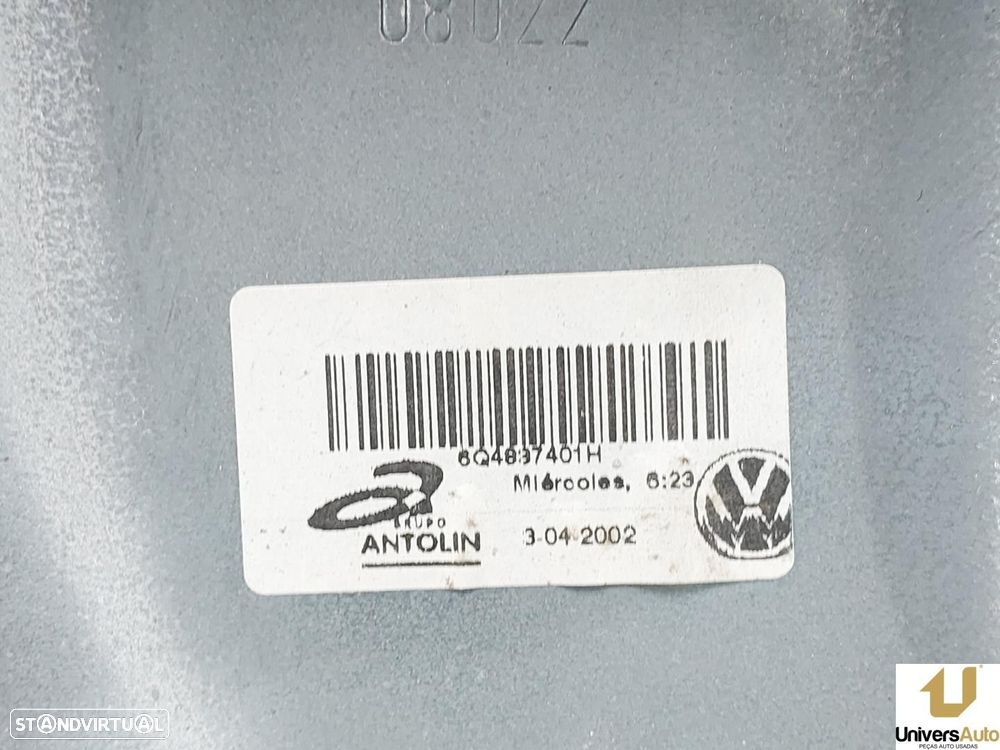 08022
6Q4837401H
Miércoles, 6:23
GRUPO
ANTOLIN
3-04-2002
STANDVIRTUAL
UniversAuto
PEÇAS AUTO USADAS